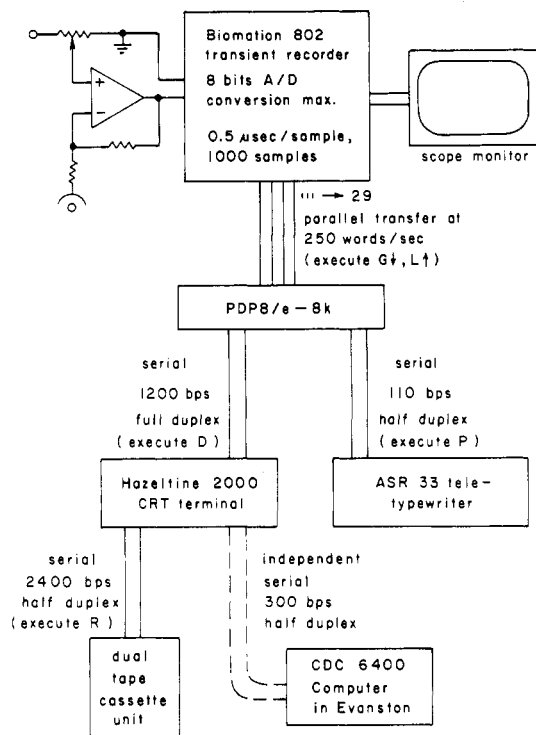 Biomation 802
transient recorder
8 bits A/D
conversion max.
0.5 μsec/sample,
1000 samples
+
−
scope monitor
ııı → 29
parallel transfer at
250 words/sec
(execute G↓, L↑)
PDP8/e – 8k
serial
1200 bps
full duplex
(execute D)
serial
110 bps
half duplex
(execute P)
Hazeltine 2000
CRT terminal
ASR 33 tele-
typewriter
serial
2400 bps
half duplex
(execute R)
independent
serial
300 bps
half duplex
dual
tape
cassette
unit
CDC 6400
Computer
in Evanston